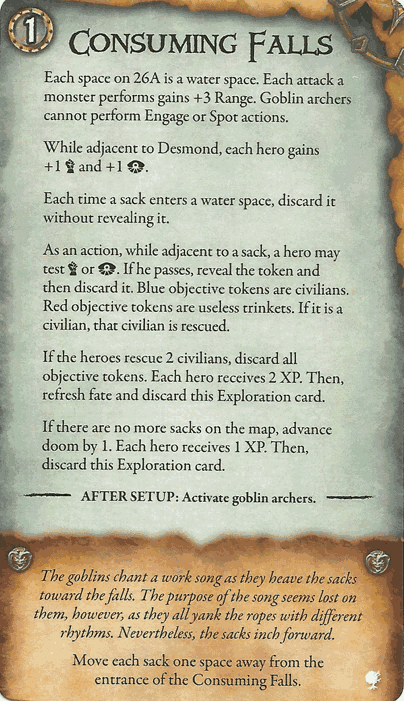 1
CONSUMING FALLS
Each space on 26A is a water space. Each attack a
monster performs gains +3 Range. Goblin archers
cannot perform Engage or Spot actions.
While adjacent to Desmond, each hero gains
+1 and +1 .
Each time a sack enters a water space, discard it
without revealing it.
As an action, while adjacent to a sack, a hero may
test or . If he passes, reveal the token and
then discard it. Blue objective tokens are civilians.
Red objective tokens are useless trinkets. If it is a
civilian, that civilian is rescued.
If the heroes rescue 2 civilians, discard all
objective tokens. Each hero receives 2 XP. Then,
refresh fate and discard this Exploration card.
If there are no more sacks on the map, advance
doom by 1. Each hero receives 1 XP. Then,
discard this Exploration card.
AFTER SETUP: Activate goblin archers.
The goblins chant a work song as they heave the sacks
toward the falls. The purpose of the song seems lost on
them, however, as they all yank the ropes with different
rhythms. Nevertheless, the sacks inch forward.
Move each sack one space away from the
entrance of the Consuming Falls.